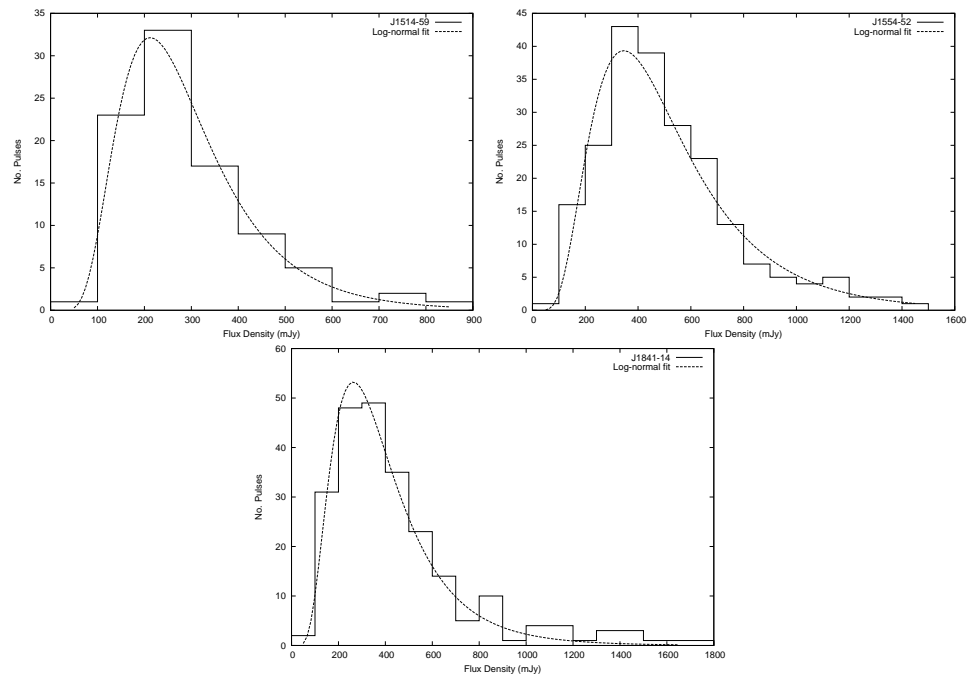 J1514-59
Log-normal fit
35
30
25
20
15
10
5
0
No. Pulses
0 100 200 300 400 500 600 700 800 900
Flux Density (mJy)
J1554-52
Log-normal fit
45
40
35
30
25
20
15
10
5
0
No. Pulses
0 200 400 600 800 1000 1200 1400 1600
Flux Density (mJy)
J1841-14
Log-normal fit
60
50
40
30
20
10
0
No. Pulses
0 200 400 600 800 1000 1200 1400 1600 1800
Flux Density (mJy)